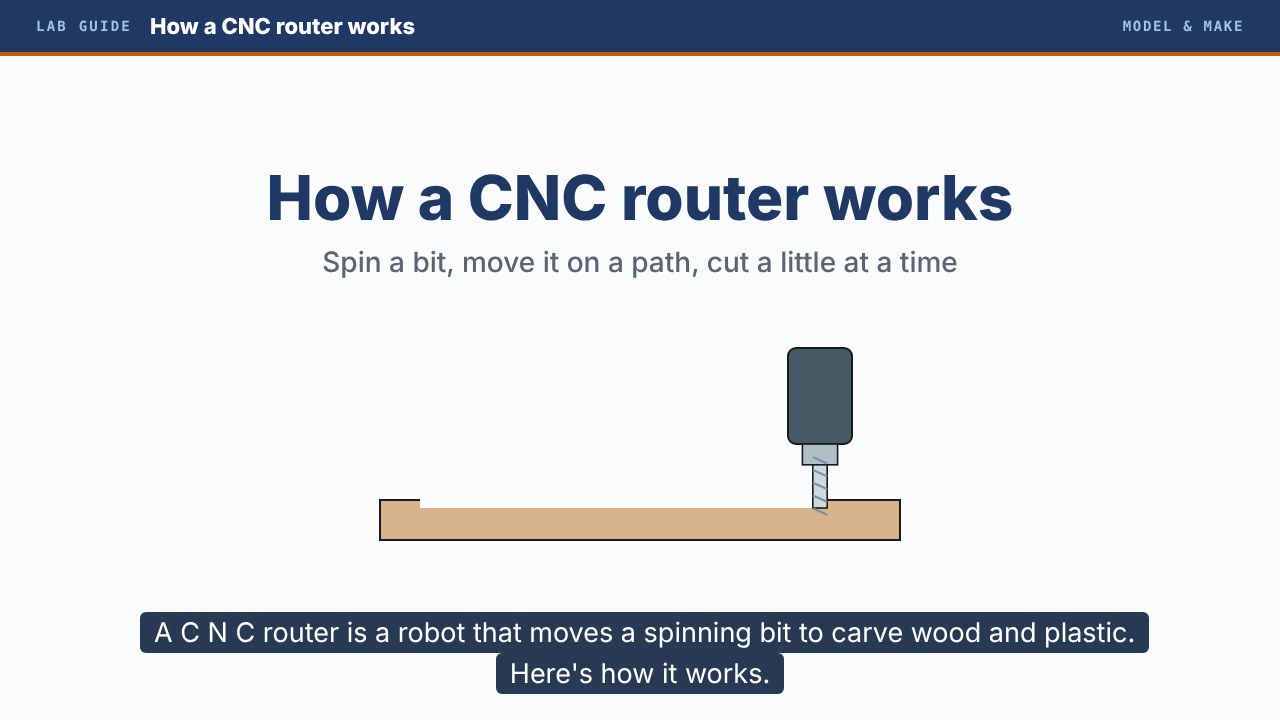 LAB GUIDE How a CNC router works MODEL & MAKE
How a CNC router works
Spin a bit, move it on a path, cut a little at a time
A C N C router is a robot that moves a spinning bit to carve wood and plastic.
Here's how it works.